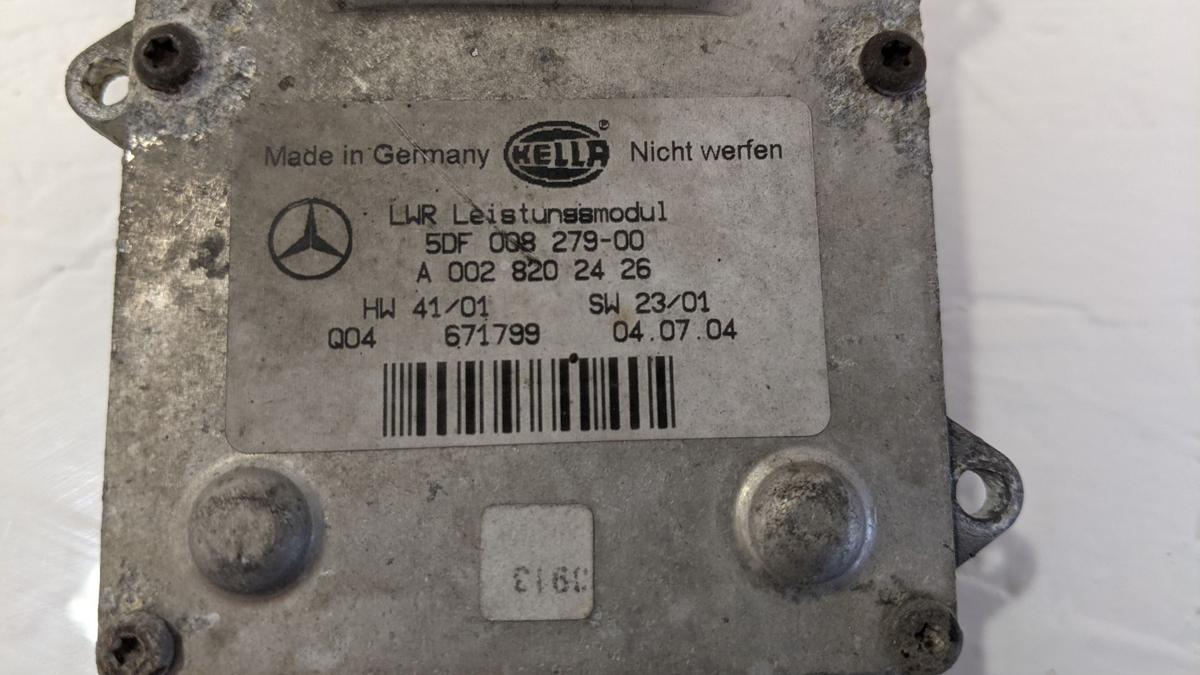 Made in Germany HELLA® Nicht werfen
LWR Leistungsmodul
5DF 008 279-00
A 002 820 24 26
HW 41/01 SW 23/01
Q04 671799 04.07.04